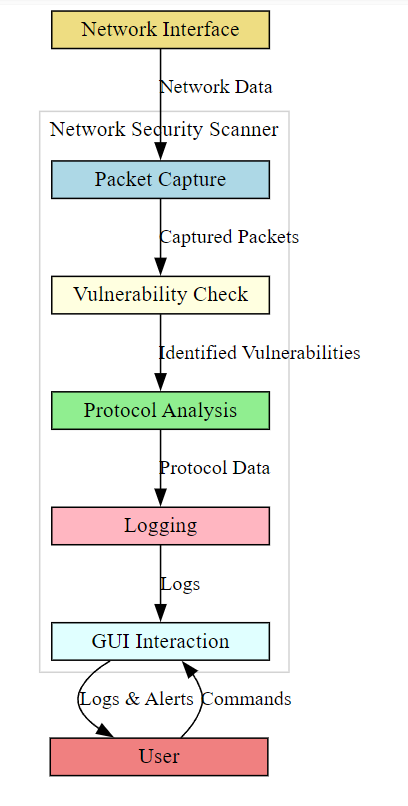 Network Interface
Network Data
Network Security Scanner
Packet Capture
Captured Packets
Vulnerability Check
Identified Vulnerabilities
Protocol Analysis
Protocol Data
Logging
Logs
GUI Interaction
Logs & Alerts
Commands
User